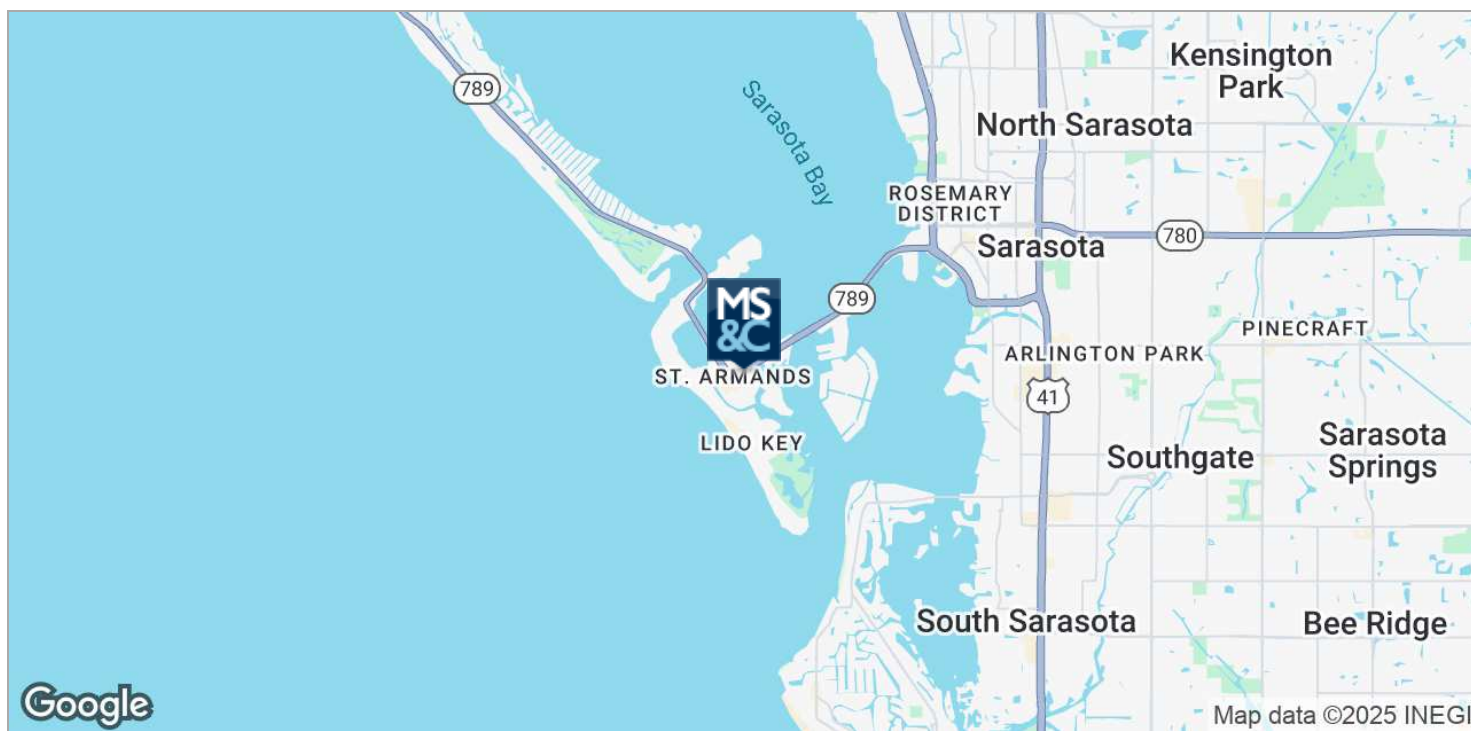 789
Sarasota Bay
Kensington
Park
North Sarasota
ROSEMARY
DISTRICT
Sarasota
780
MS
&C
789
PINECRAFT
ARLINGTON PARK
ST. ARMANDS
41
LIDO KEY
Southgate
Sarasota
Springs
South Sarasota
Bee Ridge
Google
Map data ©2025 INEGI